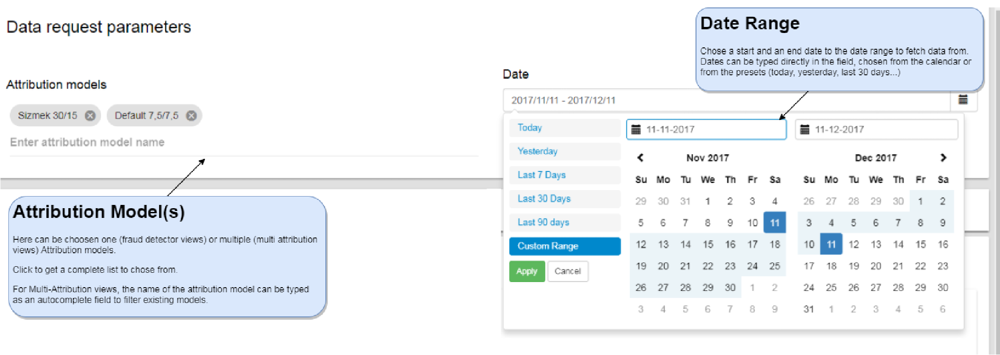 Data request parameters
Attribution models
Sizmek 30/15
Default 7,5/7,5
Enter attribution model name
Attribution Model(s)
Here can be choosen one (fraud detector views) or multiple (multi attribution
views) Attribution models.
Click to get a complete list to chose from.
For Multi-Attribution views, the name of the attribution model can be typed
as an autocomplete field to filter existing models.
Date Range
Chose a start and an end date to the date range to fetch data from.
Dates can be typed directly in the field, chosen from the calendar or
from the presets (today, yesterday, last 30 days...)
Date
2017/11/11 - 2017/12/11
Today
Yesterday
Last 7 Days
Last 30 Days
Last 90 days
Custom Range
Apply Cancel
11-11-2017
Nov 2017
Su Mo Tu We Th Fr Sa
29 30 31 1 2 3 4
5 6 7 8 9 10 11
12 13 14 15 16 17 18
19 20 21 22 23 24 25
26 27 28 29 30 1 2
3 4 5 6 7 8 9
11-12-2017
Dec 2017
Su Mo Tu We Th Fr Sa
26 27 28 29 30 1 2
3 4 5 6 7 8 9
10 11 12 13 14 15 16
17 18 19 20 21 22 23
24 25 26 27 28 29 30
31 1 2 3 4 5 6